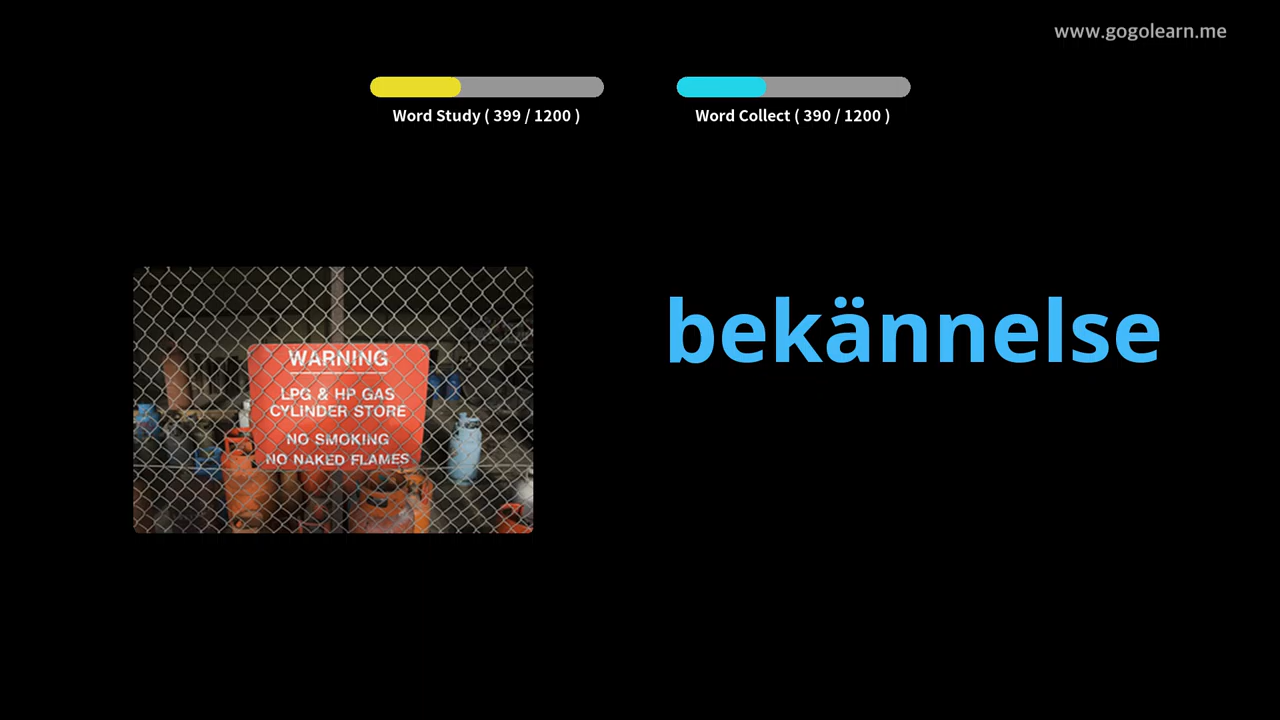 www.gogolearn.me
Word Study ( 399 / 1200 )
Word Collect ( 390 / 1200 )
bekännelse
WARNING
LPG & HP GAS
CYLINDER STORE
NO SMOKING
NO NAKED FLAMES